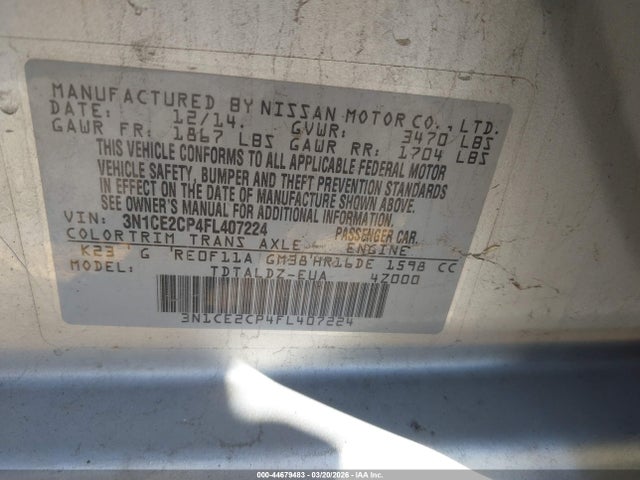 MANUFACTURED BY NISSAN MOTOR CO., LTD.
DATE: 12/14. GVWR: 3470 LBS
GAWR FR: 1867 LBS GAWR RR: 1704 LBS
THIS VEHICLE CONFORMS TO ALL APPLICABLE FEDERAL MOTOR
VEHICLE SAFETY, BUMPER AND THEFT PREVENTION STANDARDS
IN EFFECT ON THE DATE OF MANUFACTURE SHOWN ABOVE.
SEE OWNER'S MANUAL FOR ADDITIONAL INFORMATION.
VIN: 3N1CE2CP4FL407224 PASSENGER CAR.
COLOR TRIM TRANS AXLE ENGINE
K23 G RE0F11A GM38 HR16DE 1598 CC
MODEL: TDTALDZ-EUA 4Z000
3N1CE2CP4FL407224
000-44679483 - 03/20/2026 - IAA Inc.